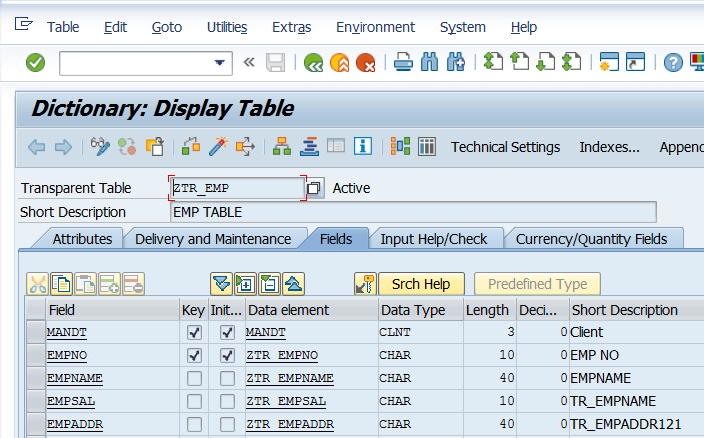 Table Edit Goto Utilities Extras Environment System Help
Dictionary: Display Table
Technical Settings Indexes... Append
Transparent Table ZTR_EMP Active
Short Description EMP TABLE
Attributes Delivery and Maintenance Fields Input Help/Check Currency/Quantity Fields
Srch Help Predefined Type
Field Key Init... Data element Data Type Length Deci... Short Description
MANDT MANDT CLNT 3 0 Client
EMPNO ZTR_EMPNO CHAR 10 0 EMP NO
EMPNAME ZTR_EMPNAME CHAR 40 0 EMPNAME
EMPSAL ZTR_EMPSAL CHAR 10 0 TR_EMPNAME
EMPADDR ZTR_EMPADDR CHAR 40 0 TR_EMPADDR121